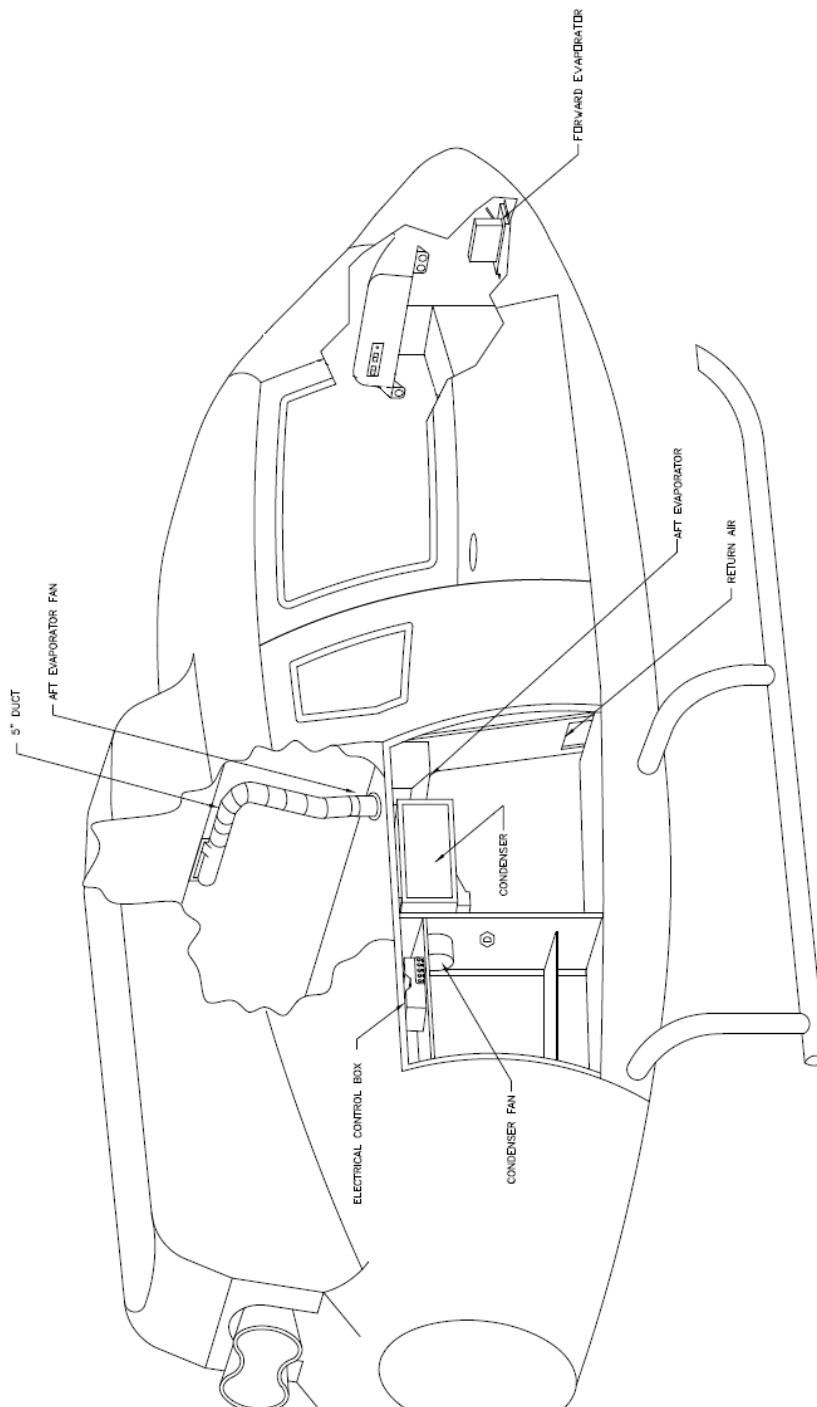 5" DUCT
AFT EVAPORATOR FAN
FORWARD EVAPORATOR
AFT EVAPORATOR
RETURN AIR
CONDENSER
D
ELECTRICAL CONTROL BOX
CONDENSER FAN